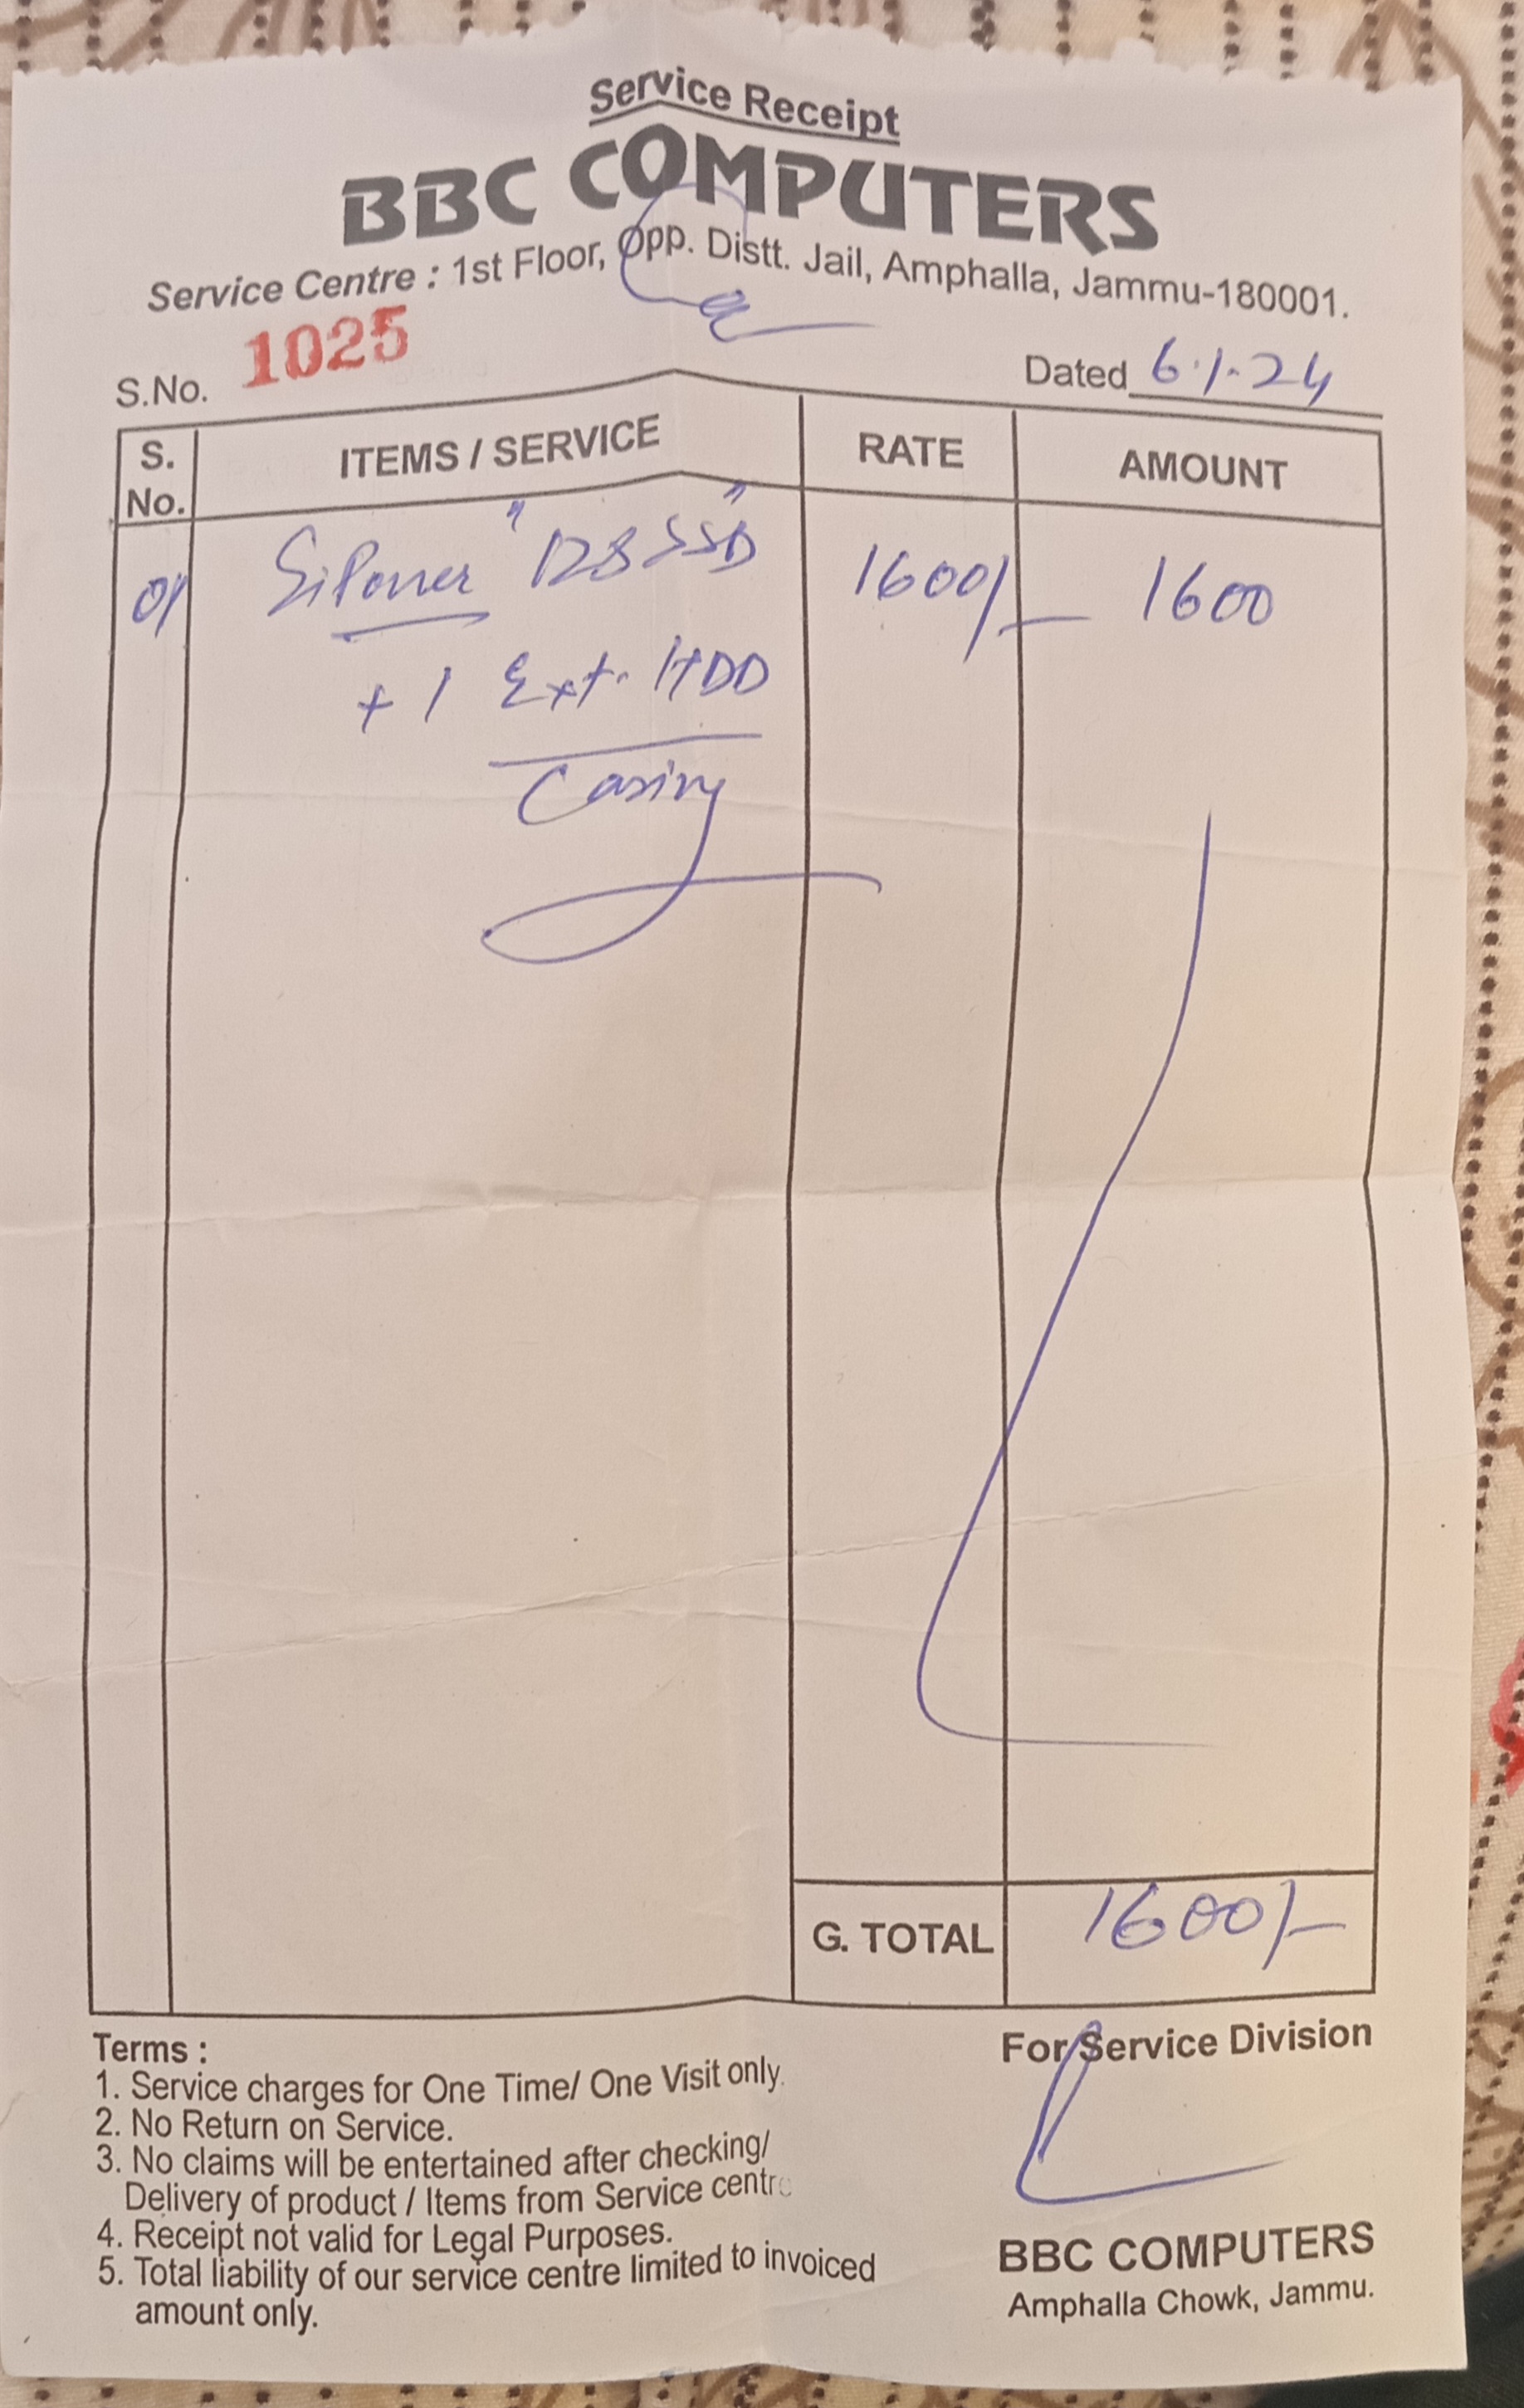 Service Receipt
BBC COMPUTERS
Service Centre : 1st Floor, Opp. Distt. Jail, Amphalla, Jammu-180001.
S.No. 1025
Dated 6.1.24
S. No. ITEMS / SERVICE RATE AMOUNT
01 "128 SSD" 1600/- 1600
+ 1 Ext. HDD
Casing
G. TOTAL 1600/-
Terms :
1. Service charges for One Time/ One Visit only.
2. No Return on Service.
3. No claims will be entertained after checking/
Delivery of product / Items from Service centre
4. Receipt not valid for Legal Purposes.
5. Total liability of our service centre limited to invoiced
amount only.
For Service Division
BBC COMPUTERS
Amphalla Chowk, Jammu.